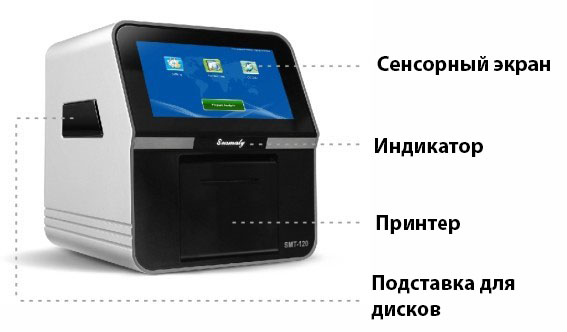 Сенсорный экран
Seamaty
Индикатор
Принтер
SMT-120
Подставка для
дисков